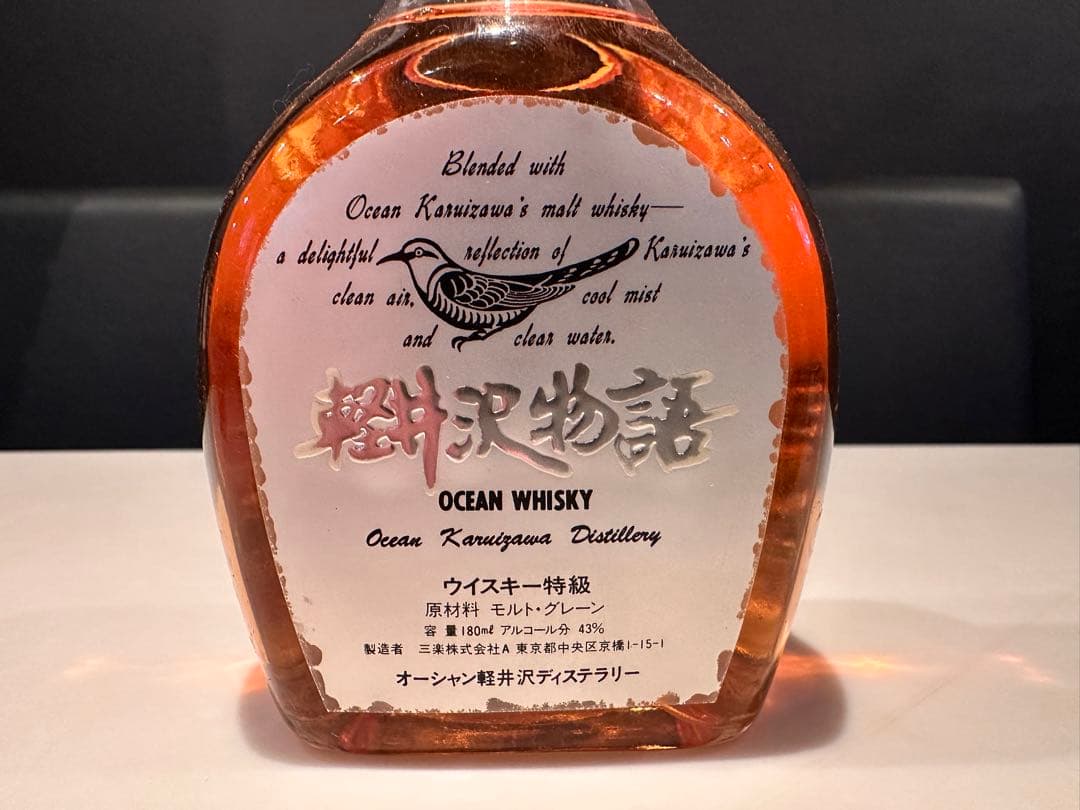 Blended with
Ocean Karuizawa's malt whisky—
a delightful reflection of Karuizawa's
clean air, cool mist
and clear water.
軽井沢物語
OCEAN WHISKY
Ocean Karuizawa Distillery
ウイスキー特級
原材料 モルト・グレーン
容量180mℓ アルコール分 43%
製造者 三楽株式会社A 東京都中央区京橋1-15-1
オーシャン軽井沢ディステラリー